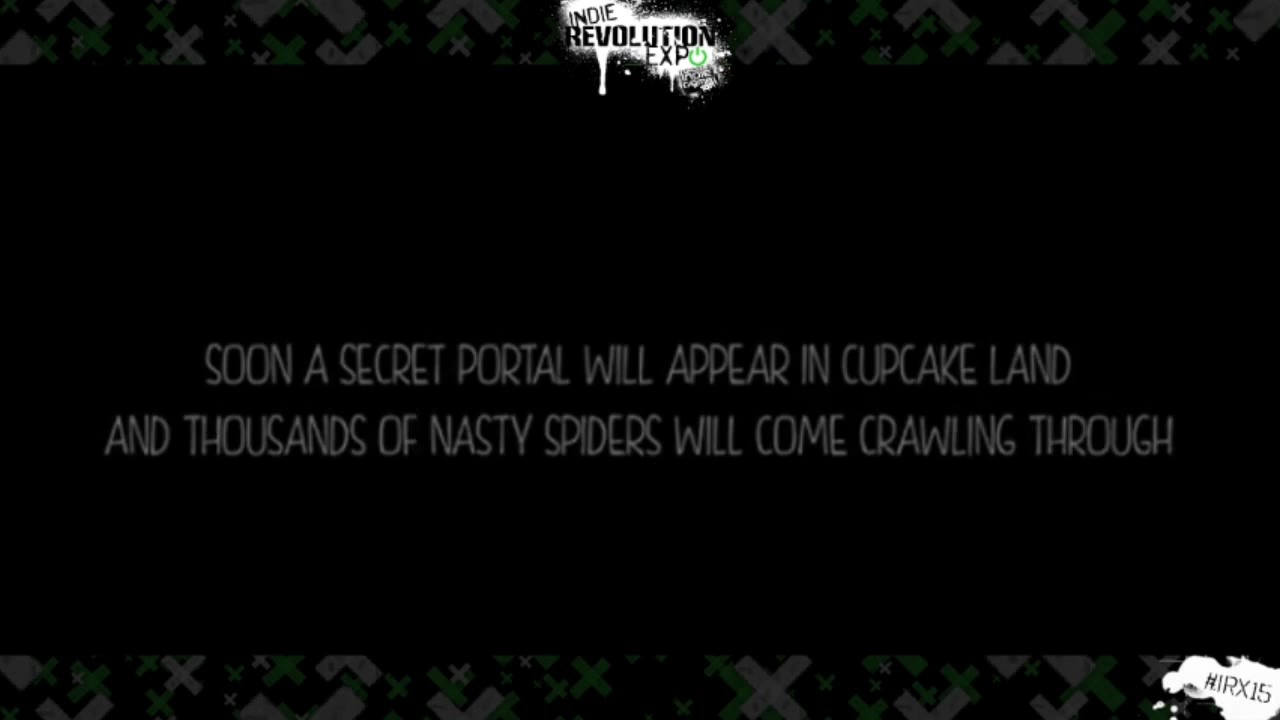 INDIE
REVOLUTION
EXPO
SOON A SECRET PORTAL WILL APPEAR IN CUPCAKE LAND
AND THOUSANDS OF NASTY SPIDERS WILL COME CRAWLING THROUGH
#IRX15